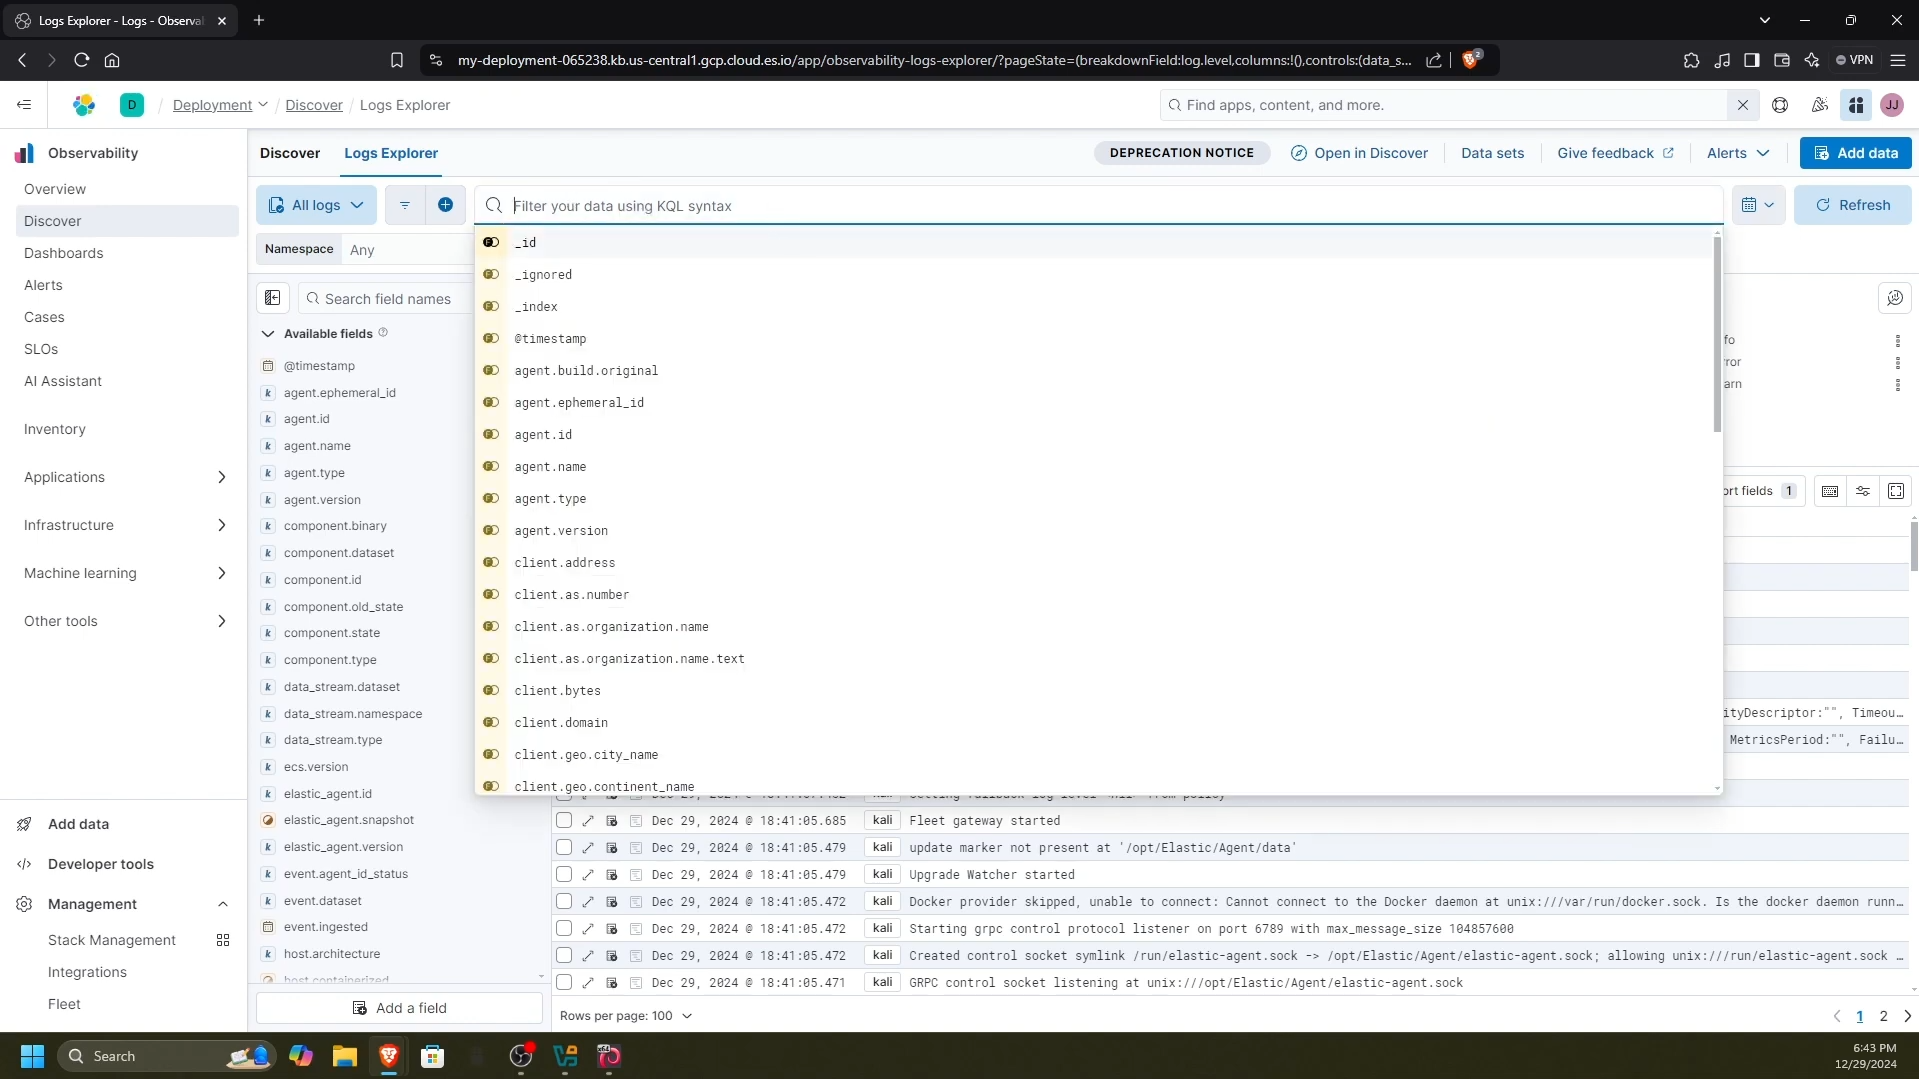 Logs Explorer - Logs - Observa
my-deployment-065238.kb.us-central1.gcp.cloud.es.io/app/observability-logs-explorer/?pageState=(breakdownField:log.level,columns:!(),controls:(data_s...
2
VPN
D / Deployment / Discover / Logs Explorer
Find apps, content, and more.
JJ
Observability
Discover
Logs Explorer
DEPRECATION NOTICE
Open in Discover
Data sets
Give feedback
Alerts
Add data
Overview
Discover
Dashboards
Alerts
Cases
SLOs
AI Assistant
Inventory
Applications
Infrastructure
Machine learning
Other tools
Add data
Developer tools
Management
Stack Management
Integrations
Fleet
All logs
Filter your data using KQL syntax
Refresh
Namespace Any
Search field names
Available fields
@timestamp
agent.ephemeral_id
agent.id
agent.name
agent.type
agent.version
component.binary
component.dataset
component.id
component.old_state
component.state
component.type
data_stream.dataset
data_stream.namespace
data_stream.type
ecs.version
elastic_agent.id
elastic_agent.snapshot
elastic_agent.version
event.agent_id_status
event.dataset
event.ingested
host.architecture
host.containerized
Add a field
_id
_ignored
_index
@timestamp
agent.build.original
agent.ephemeral_id
agent.id
agent.name
agent.type
agent.version
client.address
client.as.number
client.as.organization.name
client.as.organization.name.text
client.bytes
client.domain
client.geo.city_name
client.geo.continent_name
fo
ror
arn
ort fields 1
ityDescriptor:"", Timeou...
MetricsPeriod:"", Failu...
Dec 29, 2024 @ 18:41:05.685 kali Fleet gateway started
Dec 29, 2024 @ 18:41:05.479 kali update marker not present at '/opt/Elastic/Agent/data'
Dec 29, 2024 @ 18:41:05.479 kali Upgrade Watcher started
Dec 29, 2024 @ 18:41:05.472 kali Docker provider skipped, unable to connect: Cannot connect to the Docker daemon at unix:///var/run/docker.sock. Is the docker daemon runn...
Dec 29, 2024 @ 18:41:05.472 kali Starting grpc control protocol listener on port 6789 with max_message_size 104857600
Dec 29, 2024 @ 18:41:05.472 kali Created control socket symlink /run/elastic-agent.sock -> /opt/Elastic/Agent/elastic-agent.sock; allowing unix:///run/elastic-agent.sock ...
Dec 29, 2024 @ 18:41:05.471 kali GRPC control socket listening at unix:///opt/Elastic/Agent/elastic-agent.sock
Rows per page: 100
1 2
Search
6:43 PM
12/29/2024